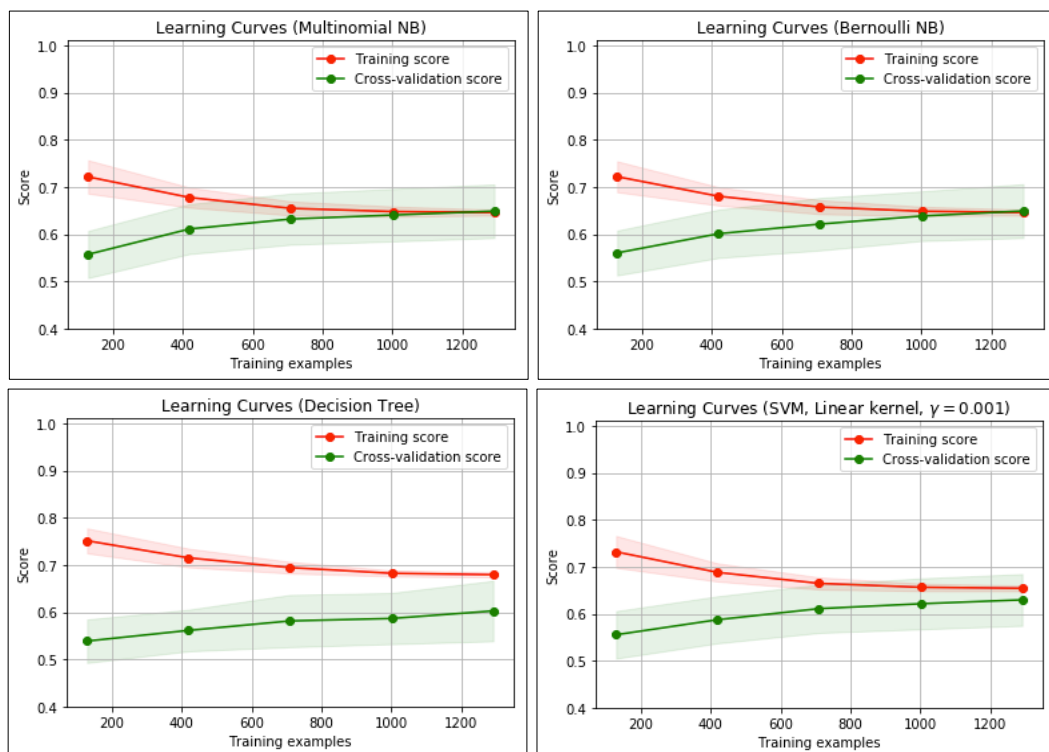 Learning Curves (Multinomial NB)
1.0
0.9
0.8
0.7
0.6
0.5
0.4
Score
Training score
Cross-validation score
200 400 600 800 1000 1200
Training examples
Learning Curves (Bernoulli NB)
1.0
0.9
0.8
0.7
0.6
0.5
0.4
Score
Training score
Cross-validation score
200 400 600 800 1000 1200
Training examples
Learning Curves (Decision Tree)
1.0
0.9
0.8
0.7
0.6
0.5
0.4
Score
Training score
Cross-validation score
200 400 600 800 1000 1200
Training examples
Learning Curves (SVM, Linear kernel, γ = 0.001)
1.0
0.9
0.8
0.7
0.6
0.5
0.4
Score
Training score
Cross-validation score
200 400 600 800 1000 1200
Training examples